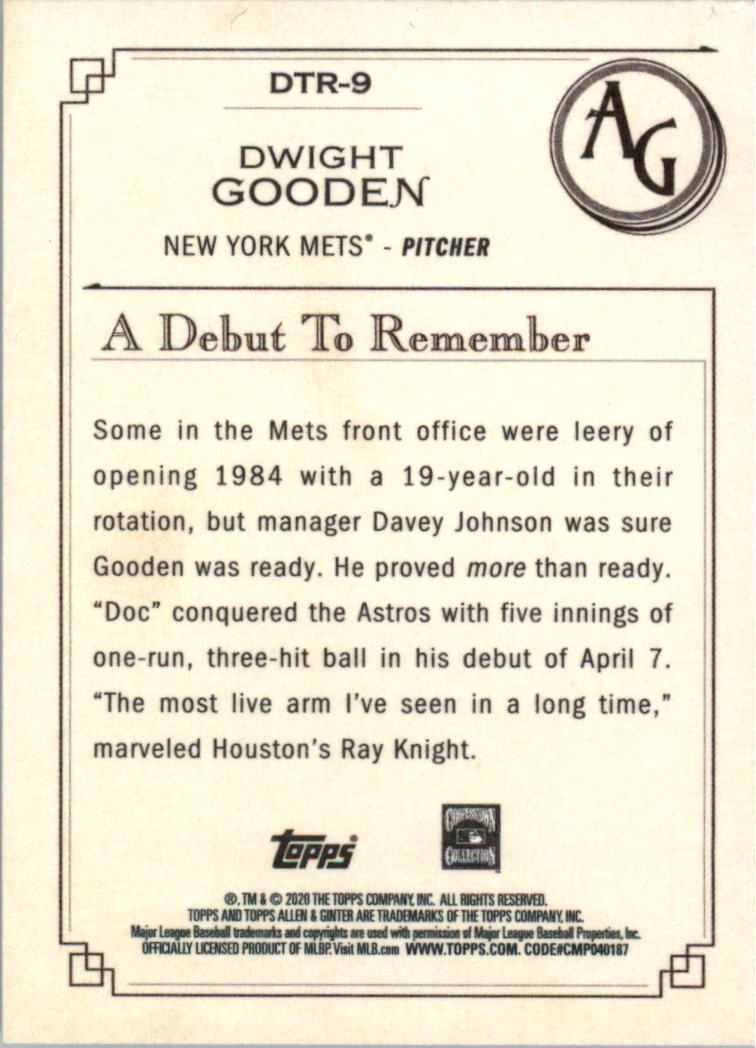 DTR-9
AG
DWIGHT
GOODEN
NEW YORK METS® - PITCHER
A Debut To Remember
Some in the Mets front office were leery of
opening 1984 with a 19-year-old in their
rotation, but manager Davey Johnson was sure
Gooden was ready. He proved more than ready.
“Doc” conquered the Astros with five innings of
one-run, three-hit ball in his debut of April 7.
“The most live arm I’ve seen in a long time,”
marveled Houston’s Ray Knight.
Topps®
COOPERSTOWN
COLLECTION
®, TM & © 2020 THE TOPPS COMPANY, INC. ALL RIGHTS RESERVED.
TOPPS AND TOPPS ALLEN & GINTER ARE TRADEMARKS OF THE TOPPS COMPANY, INC.
Major League Baseball trademarks and copyrights are used with permission of Major League Baseball Properties, Inc.
OFFICIALLY LICENSED PRODUCT OF MLBP. Visit MLB.com WWW.TOPPS.COM. CODE#CMP040187